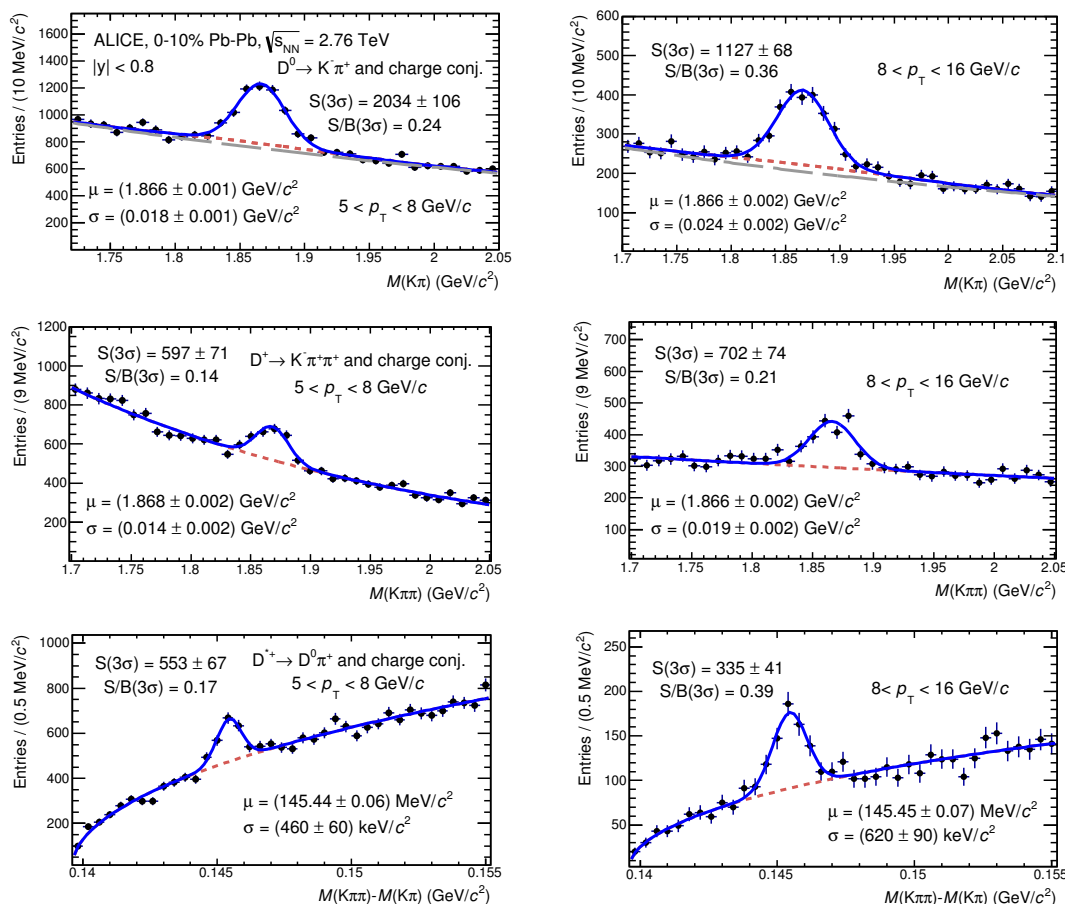 Entries / (10 MeV/c²)
1600
1400
1200
1000
800
600
400
200
ALICE, 0-10% Pb-Pb, √s_NN = 2.76 TeV
|y| < 0.8
D⁰→ K⁻π⁺ and charge conj.
S(3σ) = 2034 ± 106
S/B(3σ) = 0.24
μ = (1.866 ± 0.001) GeV/c²
σ = (0.018 ± 0.001) GeV/c²
5 < p_T < 8 GeV/c
1.75 1.8 1.85 1.9 1.95 2 2.05
M(Kπ) (GeV/c²)
Entries / (10 MeV/c²)
600
500
400
300
200
100
S(3σ) = 1127 ± 68
S/B(3σ) = 0.36
8 < p_T < 16 GeV/c
μ = (1.866 ± 0.002) GeV/c²
σ = (0.024 ± 0.002) GeV/c²
1.7 1.75 1.8 1.85 1.9 1.95 2 2.05 2.1
M(Kπ) (GeV/c²)
Entries / (9 MeV/c²)
1200
1000
800
600
400
200
0
S(3σ) = 597 ± 71
S/B(3σ) = 0.14
D⁺→ K⁻π⁺π⁺ and charge conj.
5 < p_T < 8 GeV/c
μ = (1.868 ± 0.002) GeV/c²
σ = (0.014 ± 0.002) GeV/c²
1.7 1.75 1.8 1.85 1.9 1.95 2 2.05
M(Kππ) (GeV/c²)
Entries / (9 MeV/c²)
700
600
500
400
300
200
100
0
S(3σ) = 702 ± 74
S/B(3σ) = 0.21
8 < p_T < 16 GeV/c
μ = (1.866 ± 0.002) GeV/c²
σ = (0.019 ± 0.002) GeV/c²
1.7 1.75 1.8 1.85 1.9 1.95 2 2.05
M(Kππ) (GeV/c²)
Entries / (0.5 MeV/c²)
1000
800
600
400
200
S(3σ) = 553 ± 67
S/B(3σ) = 0.17
D*⁺→ D⁰π⁺ and charge conj.
5 < p_T < 8 GeV/c
μ = (145.44 ± 0.06) MeV/c²
σ = (460 ± 60) keV/c²
0.14 0.145 0.15 0.155
M(Kππ)-M(Kπ) (GeV/c²)
Entries / (0.5 MeV/c²)
250
200
150
100
50
0
S(3σ) = 335 ± 41
S/B(3σ) = 0.39
8< p_T < 16 GeV/c
μ = (145.45 ± 0.07) MeV/c²
σ = (620 ± 90) keV/c²
0.14 0.145 0.15 0.155
M(Kππ)-M(Kπ) (GeV/c²)